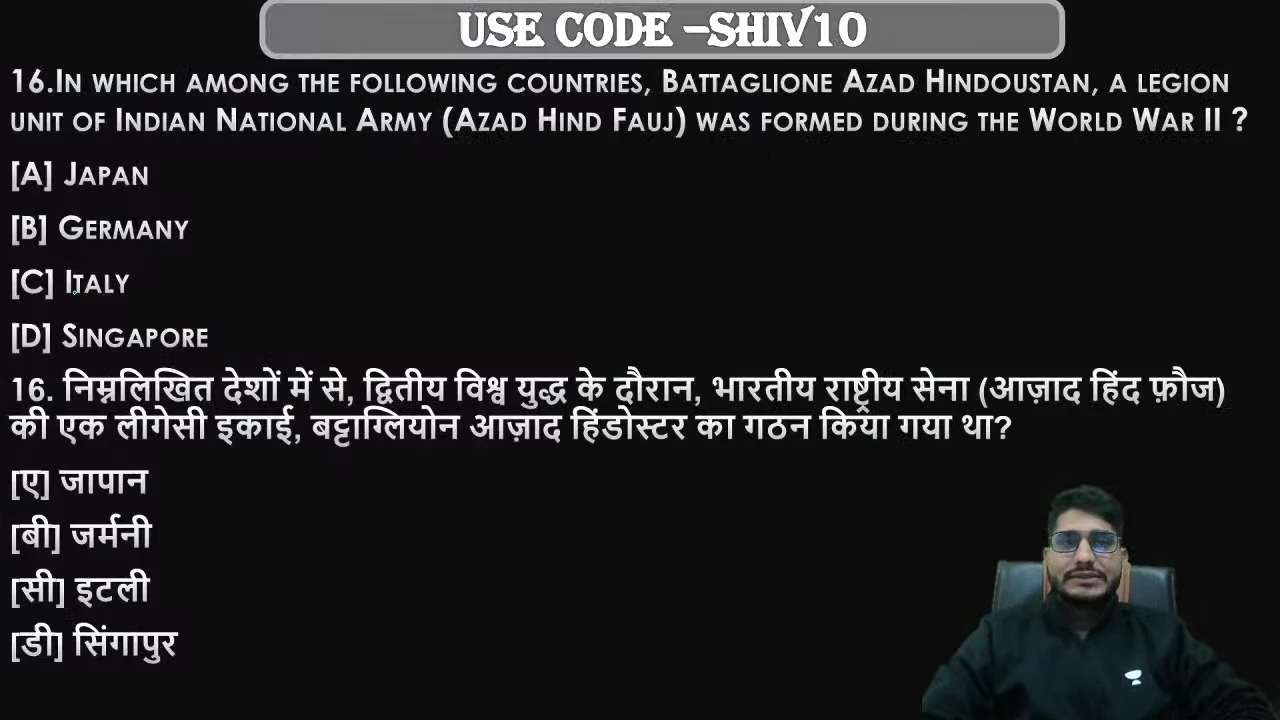 USE CODE –SHIV10
16.In which among the following countries, Battaglione Azad Hindoustan, a legion
unit of Indian National Army (Azad Hind Fauj) was formed during the World War II ?
[A] Japan
[B] Germany
[C] Italy
[D] Singapore
16. निम्नलिखित देशों में से, द्वितीय विश्व युद्ध के दौरान, भारतीय राष्ट्रीय सेना (आज़ाद हिंद फ़ौज)
की एक लीगेसी इकाई, बट्टाग्लियोन आज़ाद हिंडोस्टर का गठन किया गया था?
[ए] जापान
[बी] जर्मनी
[सी] इटली
[डी] सिंगापुर